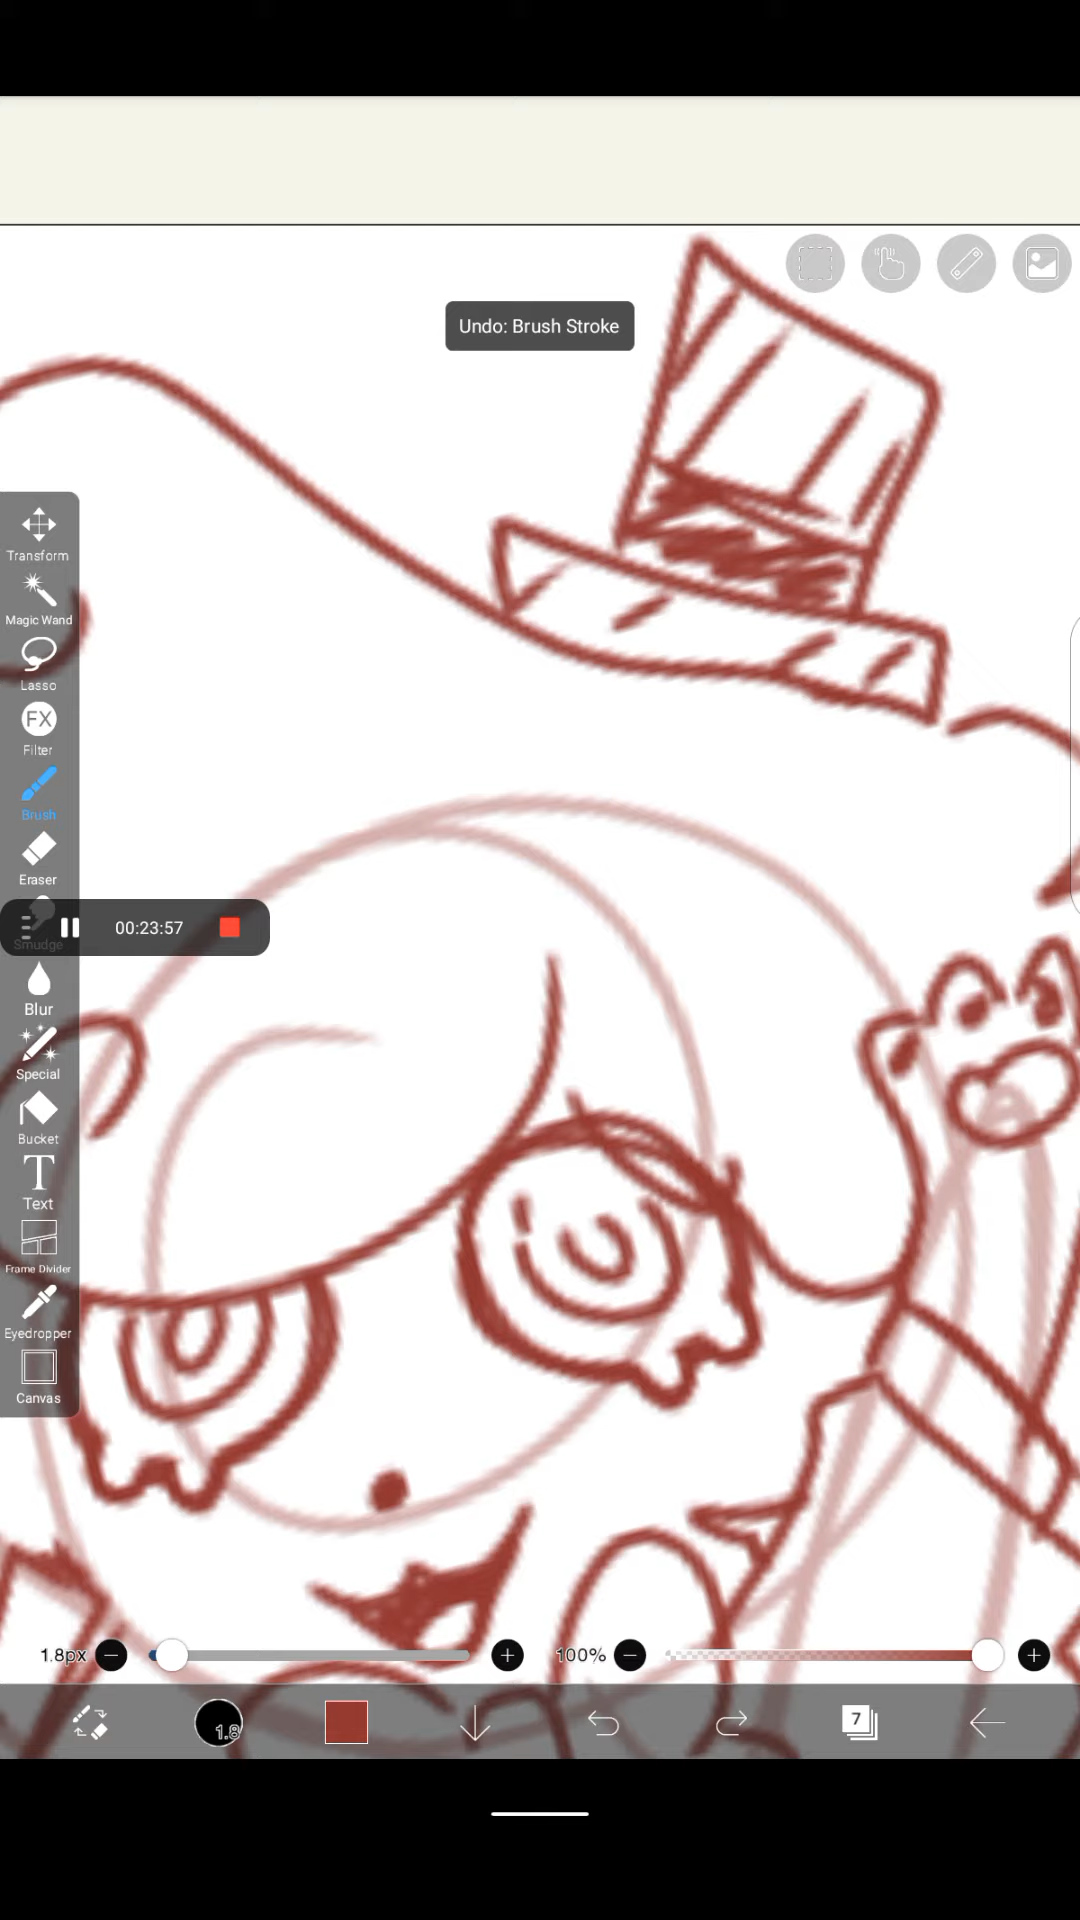 Undo: Brush Stroke
Transform
Magic Wand
Lasso
FX
Filter
Brush
Eraser
00:23:57
Smudge
Blur
Special
Bucket
T
Text
Frame Divider
Eyedropper
Canvas
1.8px
100%
1.8
7